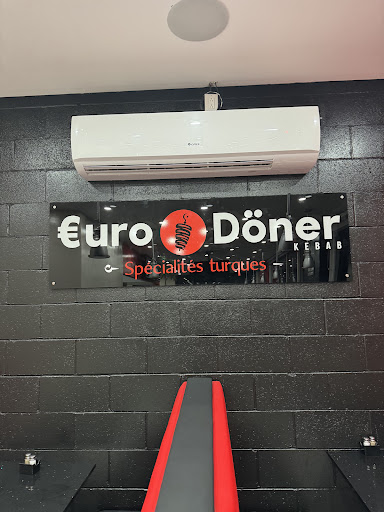 €uro Döner
KEBAB
Spécialités turques